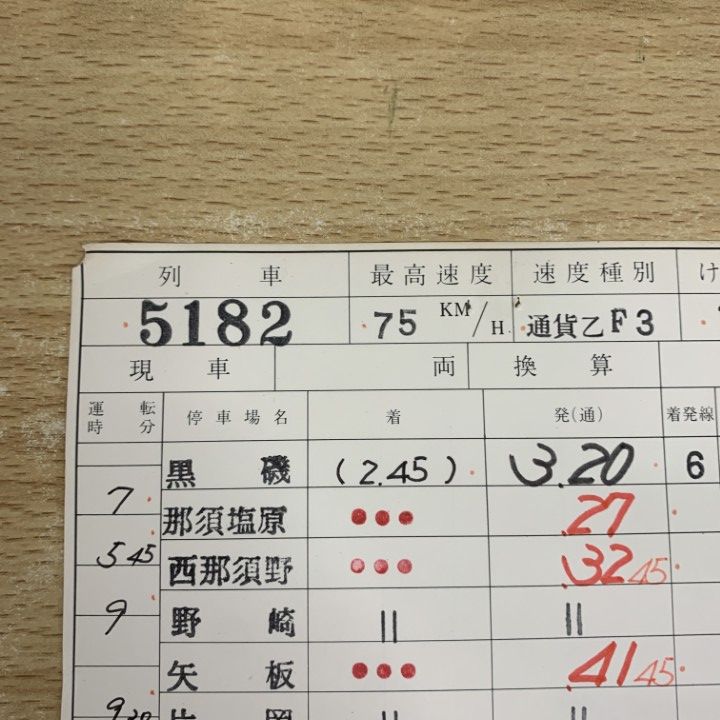 列車 最高速度 速度種別 け
5182 75 KM/H 通貨乙F3
現車 両 換算
運転時分 停車場名 着 発(通) 着発線
黒磯 (2.45) 3.20 6
7
那須塩原 ●●● .27
5 45
西那須野 ●●● .32 45
9
野崎 || ||
矢板 ●●● .41 45
9
|| ||